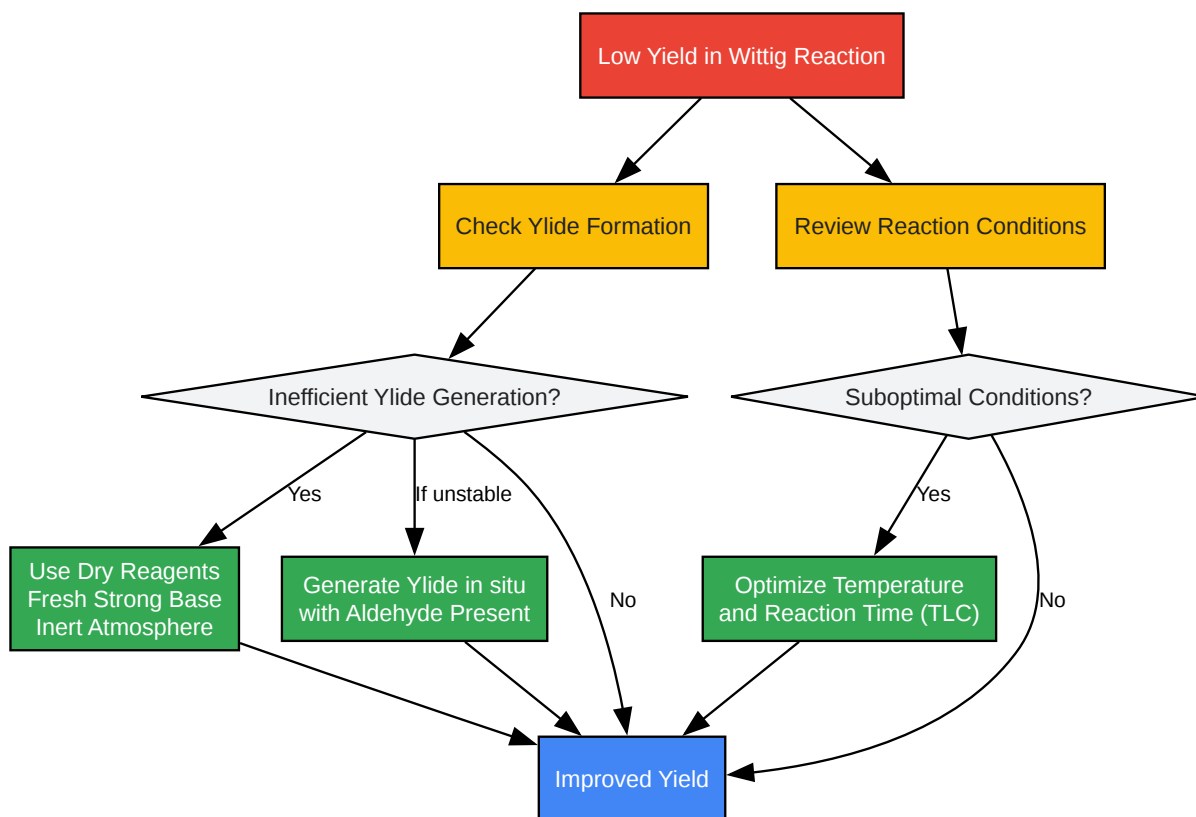 Low Yield in Wittig Reaction
Check Ylide Formation
Review Reaction Conditions
Inefficient Ylide Generation?
Suboptimal Conditions?
Yes
If unstable
Yes
Use Dry Reagents
Fresh Strong Base
Inert Atmosphere
Generate Ylide in situ
with Aldehyde Present
No
Optimize Temperature
and Reaction Time (TLC)
No
Improved Yield